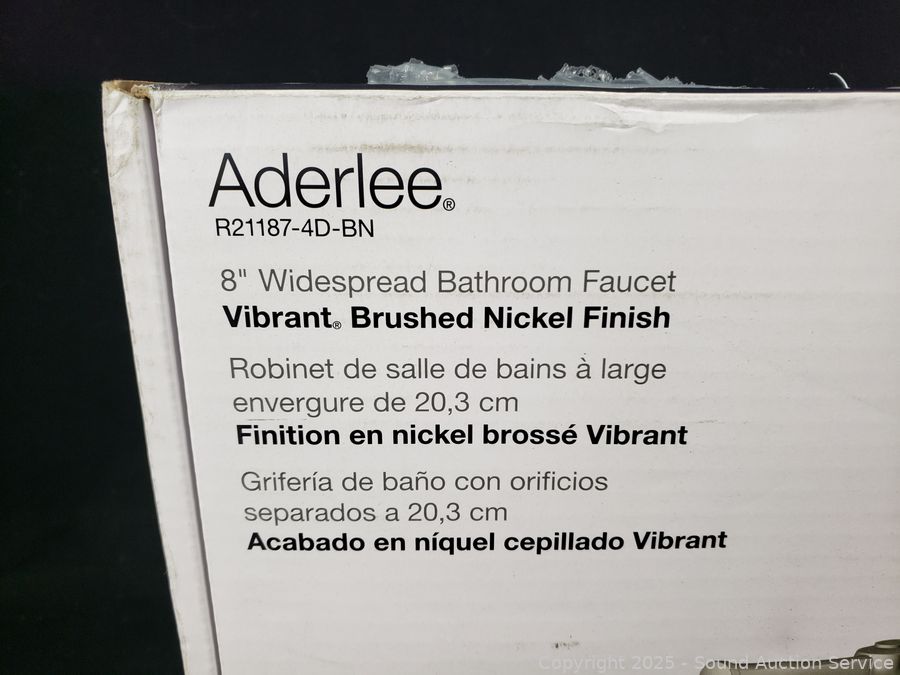 Aderlee®
R21187-4D-BN
8" Widespread Bathroom Faucet
Vibrant® Brushed Nickel Finish
Robinet de salle de bains à large
envergure de 20,3 cm
Finition en nickel brossé Vibrant
Grifería de baño con orificios
separados a 20,3 cm
Acabado en níquel cepillado Vibrant
Copyright 2025 - Sound Auction Service